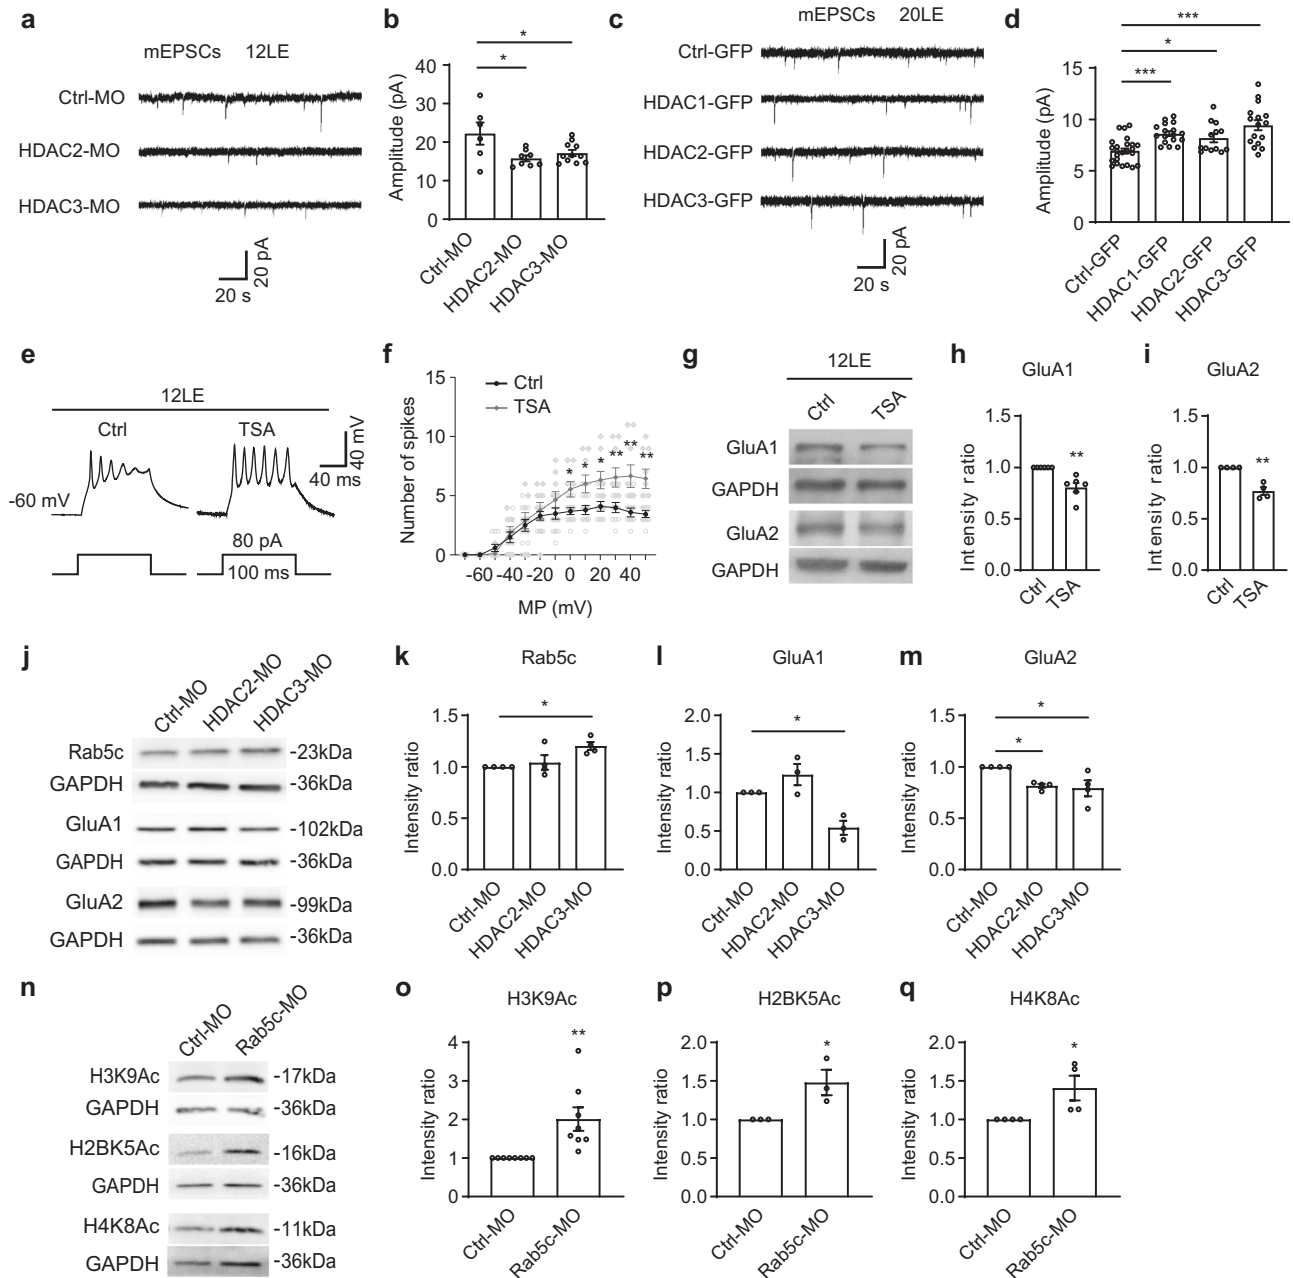 a
mEPSCs 12LE
Ctrl-MO
HDAC2-MO
HDAC3-MO
20 pA
20 s
b
*
*
Amplitude (pA)
40
30
20
10
0
Ctrl-MO
HDAC2-MO
HDAC3-MO
c
mEPSCs 20LE
Ctrl-GFP
HDAC1-GFP
HDAC2-GFP
HDAC3-GFP
20 pA
20 s
d
***
*
***
Amplitude (pA)
15
10
5
0
Ctrl-GFP
HDAC1-GFP
HDAC2-GFP
HDAC3-GFP
e
12LE
Ctrl
TSA
40 mV
40 ms
-60 mV
80 pA
100 ms
f
Ctrl
TSA
Number of spikes
15
10
5
0
* * * ** ** **
-60 -40 -20 0 20 40
MP (mV)
g
12LE
Ctrl
TSA
GluA1
GAPDH
GluA2
GAPDH
h
GluA1
Intensity ratio
1.5
1.0
0.5
0.0
**
Ctrl
TSA
i
GluA2
Intensity ratio
1.5
1.0
0.5
0.0
**
Ctrl
TSA
j
Ctrl-MO
HDAC2-MO
HDAC3-MO
Rab5c -23kDa
GAPDH -36kDa
GluA1 -102kDa
GAPDH -36kDa
GluA2 -99kDa
GAPDH -36kDa
k
Rab5c
Intensity ratio
1.5
1.0
0.5
0.0
*
Ctrl-MO
HDAC2-MO
HDAC3-MO
l
GluA1
Intensity ratio
2.0
1.5
1.0
0.5
0.0
*
Ctrl-MO
HDAC2-MO
HDAC3-MO
m
GluA2
Intensity ratio
1.5
1.0
0.5
0.0
*
*
Ctrl-MO
HDAC2-MO
HDAC3-MO
n
Ctrl-MO
Rab5c-MO
H3K9Ac -17kDa
GAPDH -36kDa
H2BK5Ac -16kDa
GAPDH -36kDa
H4K8Ac -11kDa
GAPDH -36kDa
o
H3K9Ac
Intensity ratio
4
3
2
1
0
**
Ctrl-MO
Rab5c-MO
p
H2BK5Ac
Intensity ratio
2.0
1.5
1.0
0.5
0.0
*
Ctrl-MO
Rab5c-MO
q
H4K8Ac
Intensity ratio
2.0
1.5
1.0
0.5
0.0
*
Ctrl-MO
Rab5c-MO